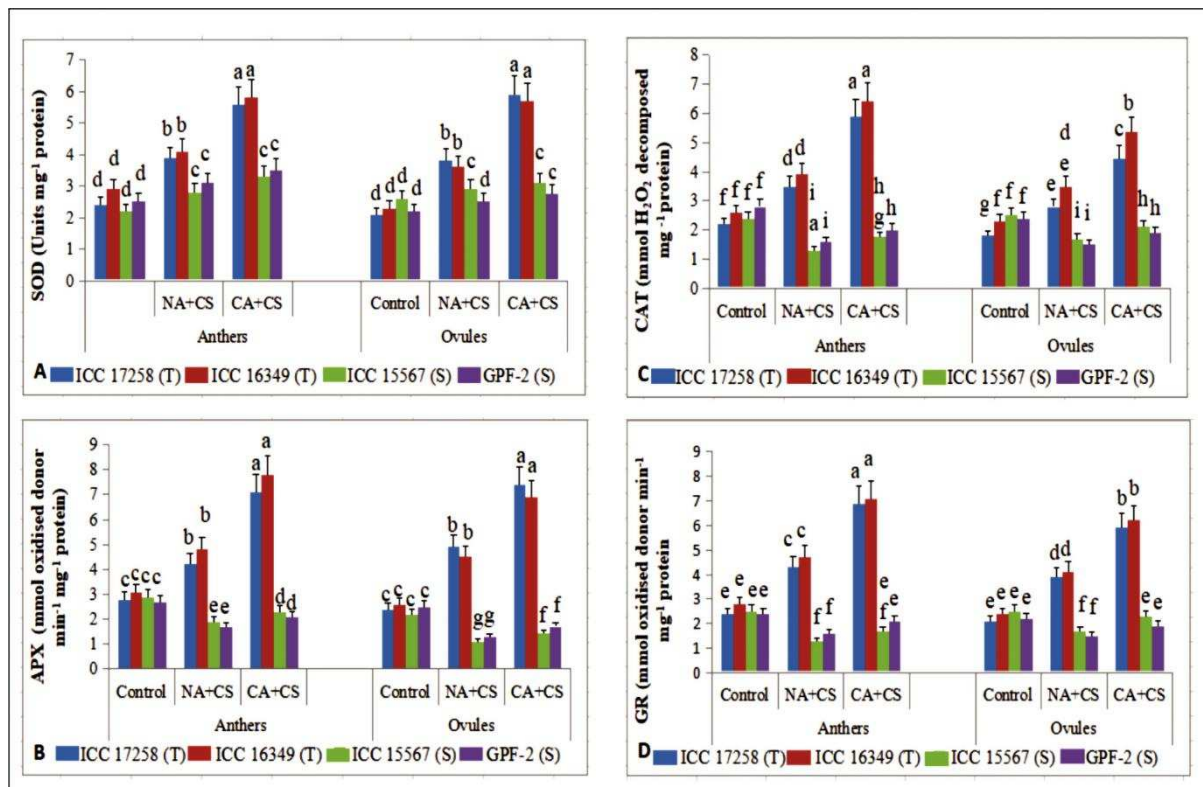 SOD (Units mg⁻¹ protein)
7
6
5
4
3
2
1
0
d d d d b b c c a a c c
d d d d b b c d a a c c
NA+CS CA+CS Control NA+CS CA+CS
Anthers Ovules
A ICC 17258 (T) ICC 16349 (T) ICC 15567 (S) GPF-2 (S)
CAT (mmol H₂O₂ decomposed
mg⁻¹ protein)
8
7
6
5
4
3
2
1
0
f f f f d d i a i a a h g h
g f f f e d e i i c b h h
Control NA+CS CA+CS Control NA+CS CA+CS
Anthers Ovules
C ICC 17258 (T) ICC 16349 (T) ICC 15567 (S) GPF-2 (S)
APX (mmol oxidised donor
min⁻¹ mg⁻¹ protein)
9
8
7
6
5
4
3
2
1
0
c c c c b b e e a a d d
c c c c b b g g a a f f
Control NA+CS CA+CS Control NA+CS CA+CS
Anthers Ovules
B ICC 17258 (T) ICC 16349 (T) ICC 15567 (S) GPF-2 (S)
GR (mmol oxidised donor min⁻¹
mg⁻¹ protein
9
8
7
6
5
4
3
2
1
0
e e e e c c f f a a e f e
e e e e d d f f b b e e
Control NA+CS CA+CS Control NA+CS CA+CS
Anthers Ovules
D ICC 17258 (T) ICC 16349 (T) ICC 15567 (S) GPF-2 (S)